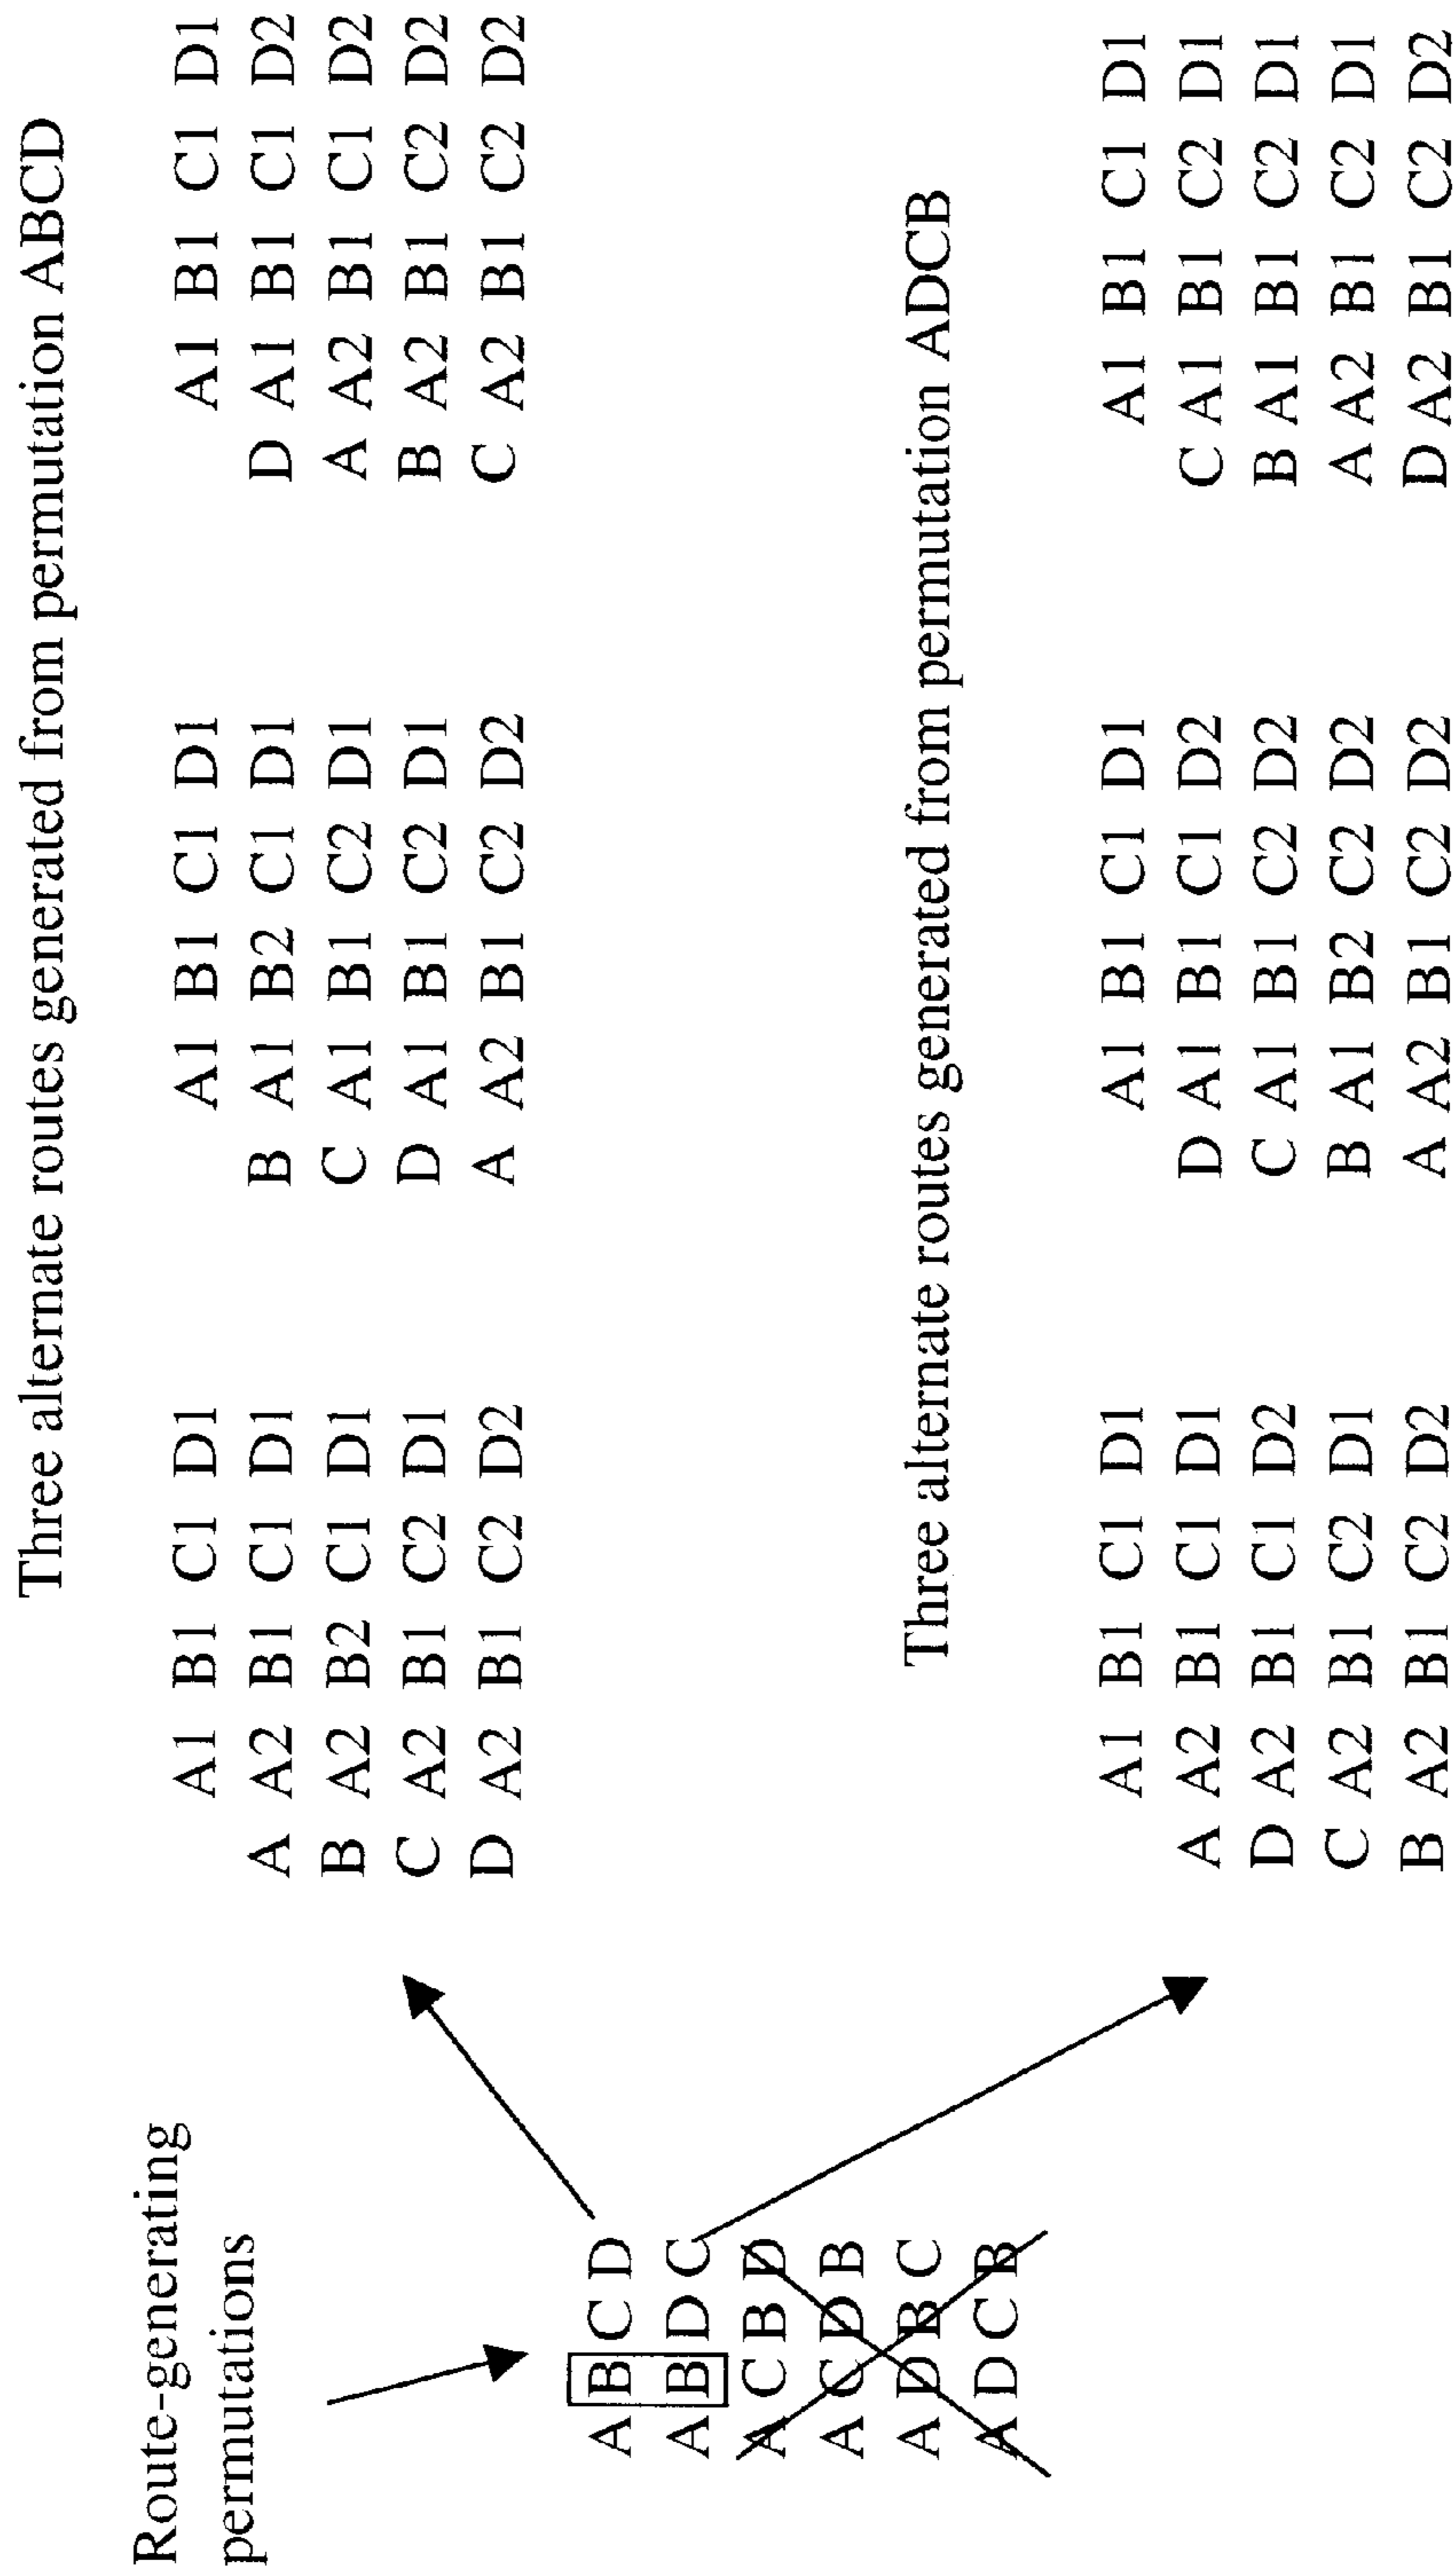 Route-generating
permutations
A B C D
A B D C
A C B D
A C D B
A D B C
A D C B
Three alternate routes generated from permutation ABCD
A1 B1 C1 D1
A A2 B1 C1 D1
B A2 B2 C1 D1
C A2 B1 C2 D1
D A2 B1 C2 D2
A1 B1 C1 D1
B A1 B2 C1 D1
C A1 B1 C2 D1
D A1 B1 C2 D1
A A2 B1 C2 D2
A1 B1 C1 D1
D A1 B1 C1 D2
A A2 B1 C1 D2
B A2 B1 C2 D2
C A2 B1 C2 D2
Three alternate routes generated from permutation ADCB
A1 B1 C1 D1
A A2 B1 C1 D1
D A2 B1 C1 D2
C A2 B1 C2 D1
B A2 B1 C2 D2
A1 B1 C1 D1
D A1 B1 C1 D2
C A1 B1 C2 D2
B A1 B2 C2 D2
A A2 B1 C2 D2
A1 B1 C1 D1
C A1 B1 C2 D1
B A1 B1 C2 D1
A A2 B1 C2 D1
D A2 B1 C2 D2